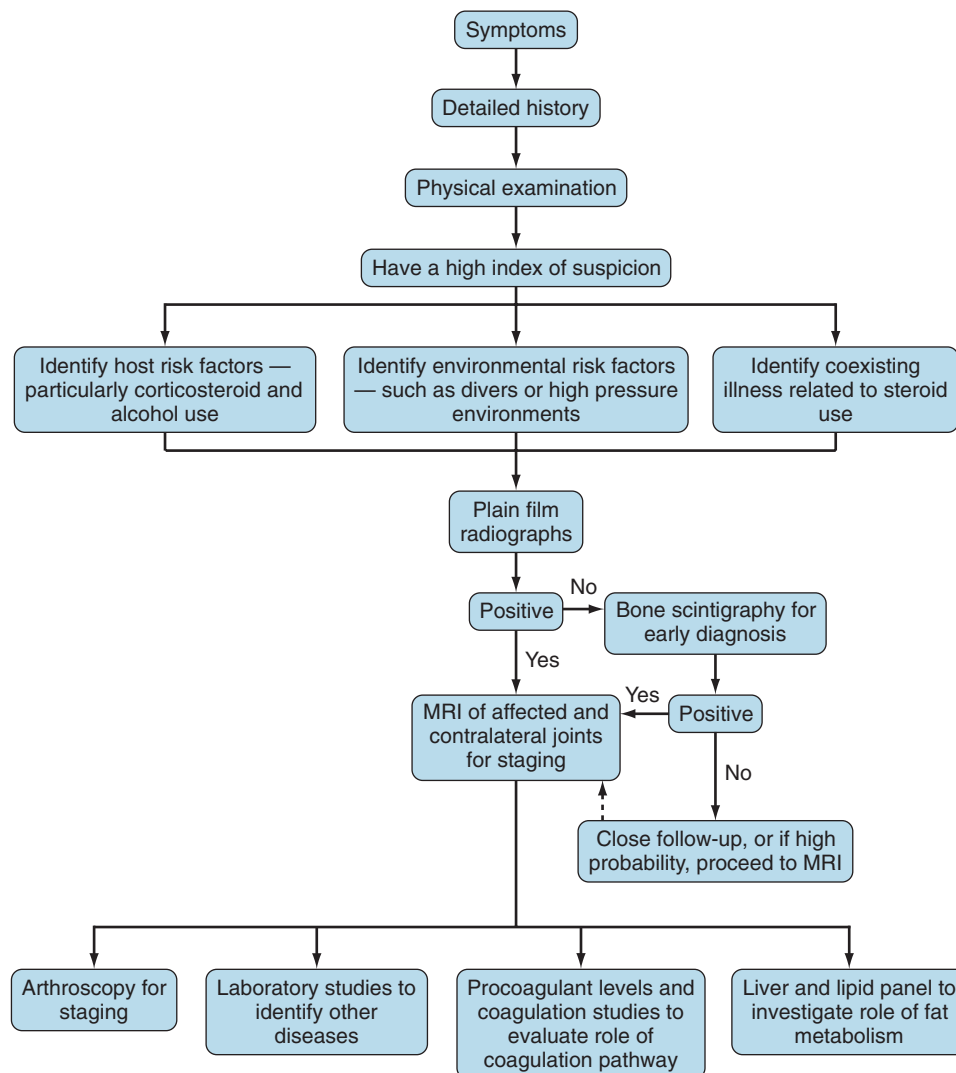 Symptoms
Detailed history
Physical examination
Have a high index of suspicion
Identify host risk factors —
particularly corticosteroid and
alcohol use
Identify environmental risk factors
— such as divers or high pressure
environments
Identify coexisting
illness related to steroid
use
Plain film
radiographs
Positive
No
Bone scintigraphy for
early diagnosis
Yes
MRI of affected and
contralateral joints
for staging
Yes
Positive
No
Close follow-up, or if high
probability, proceed to MRI
Arthroscopy for
staging
Laboratory studies to
identify other
diseases
Procoagulant levels and
coagulation studies to
evaluate role of
coagulation pathway
Liver and lipid panel to
investigate role of fat
metabolism